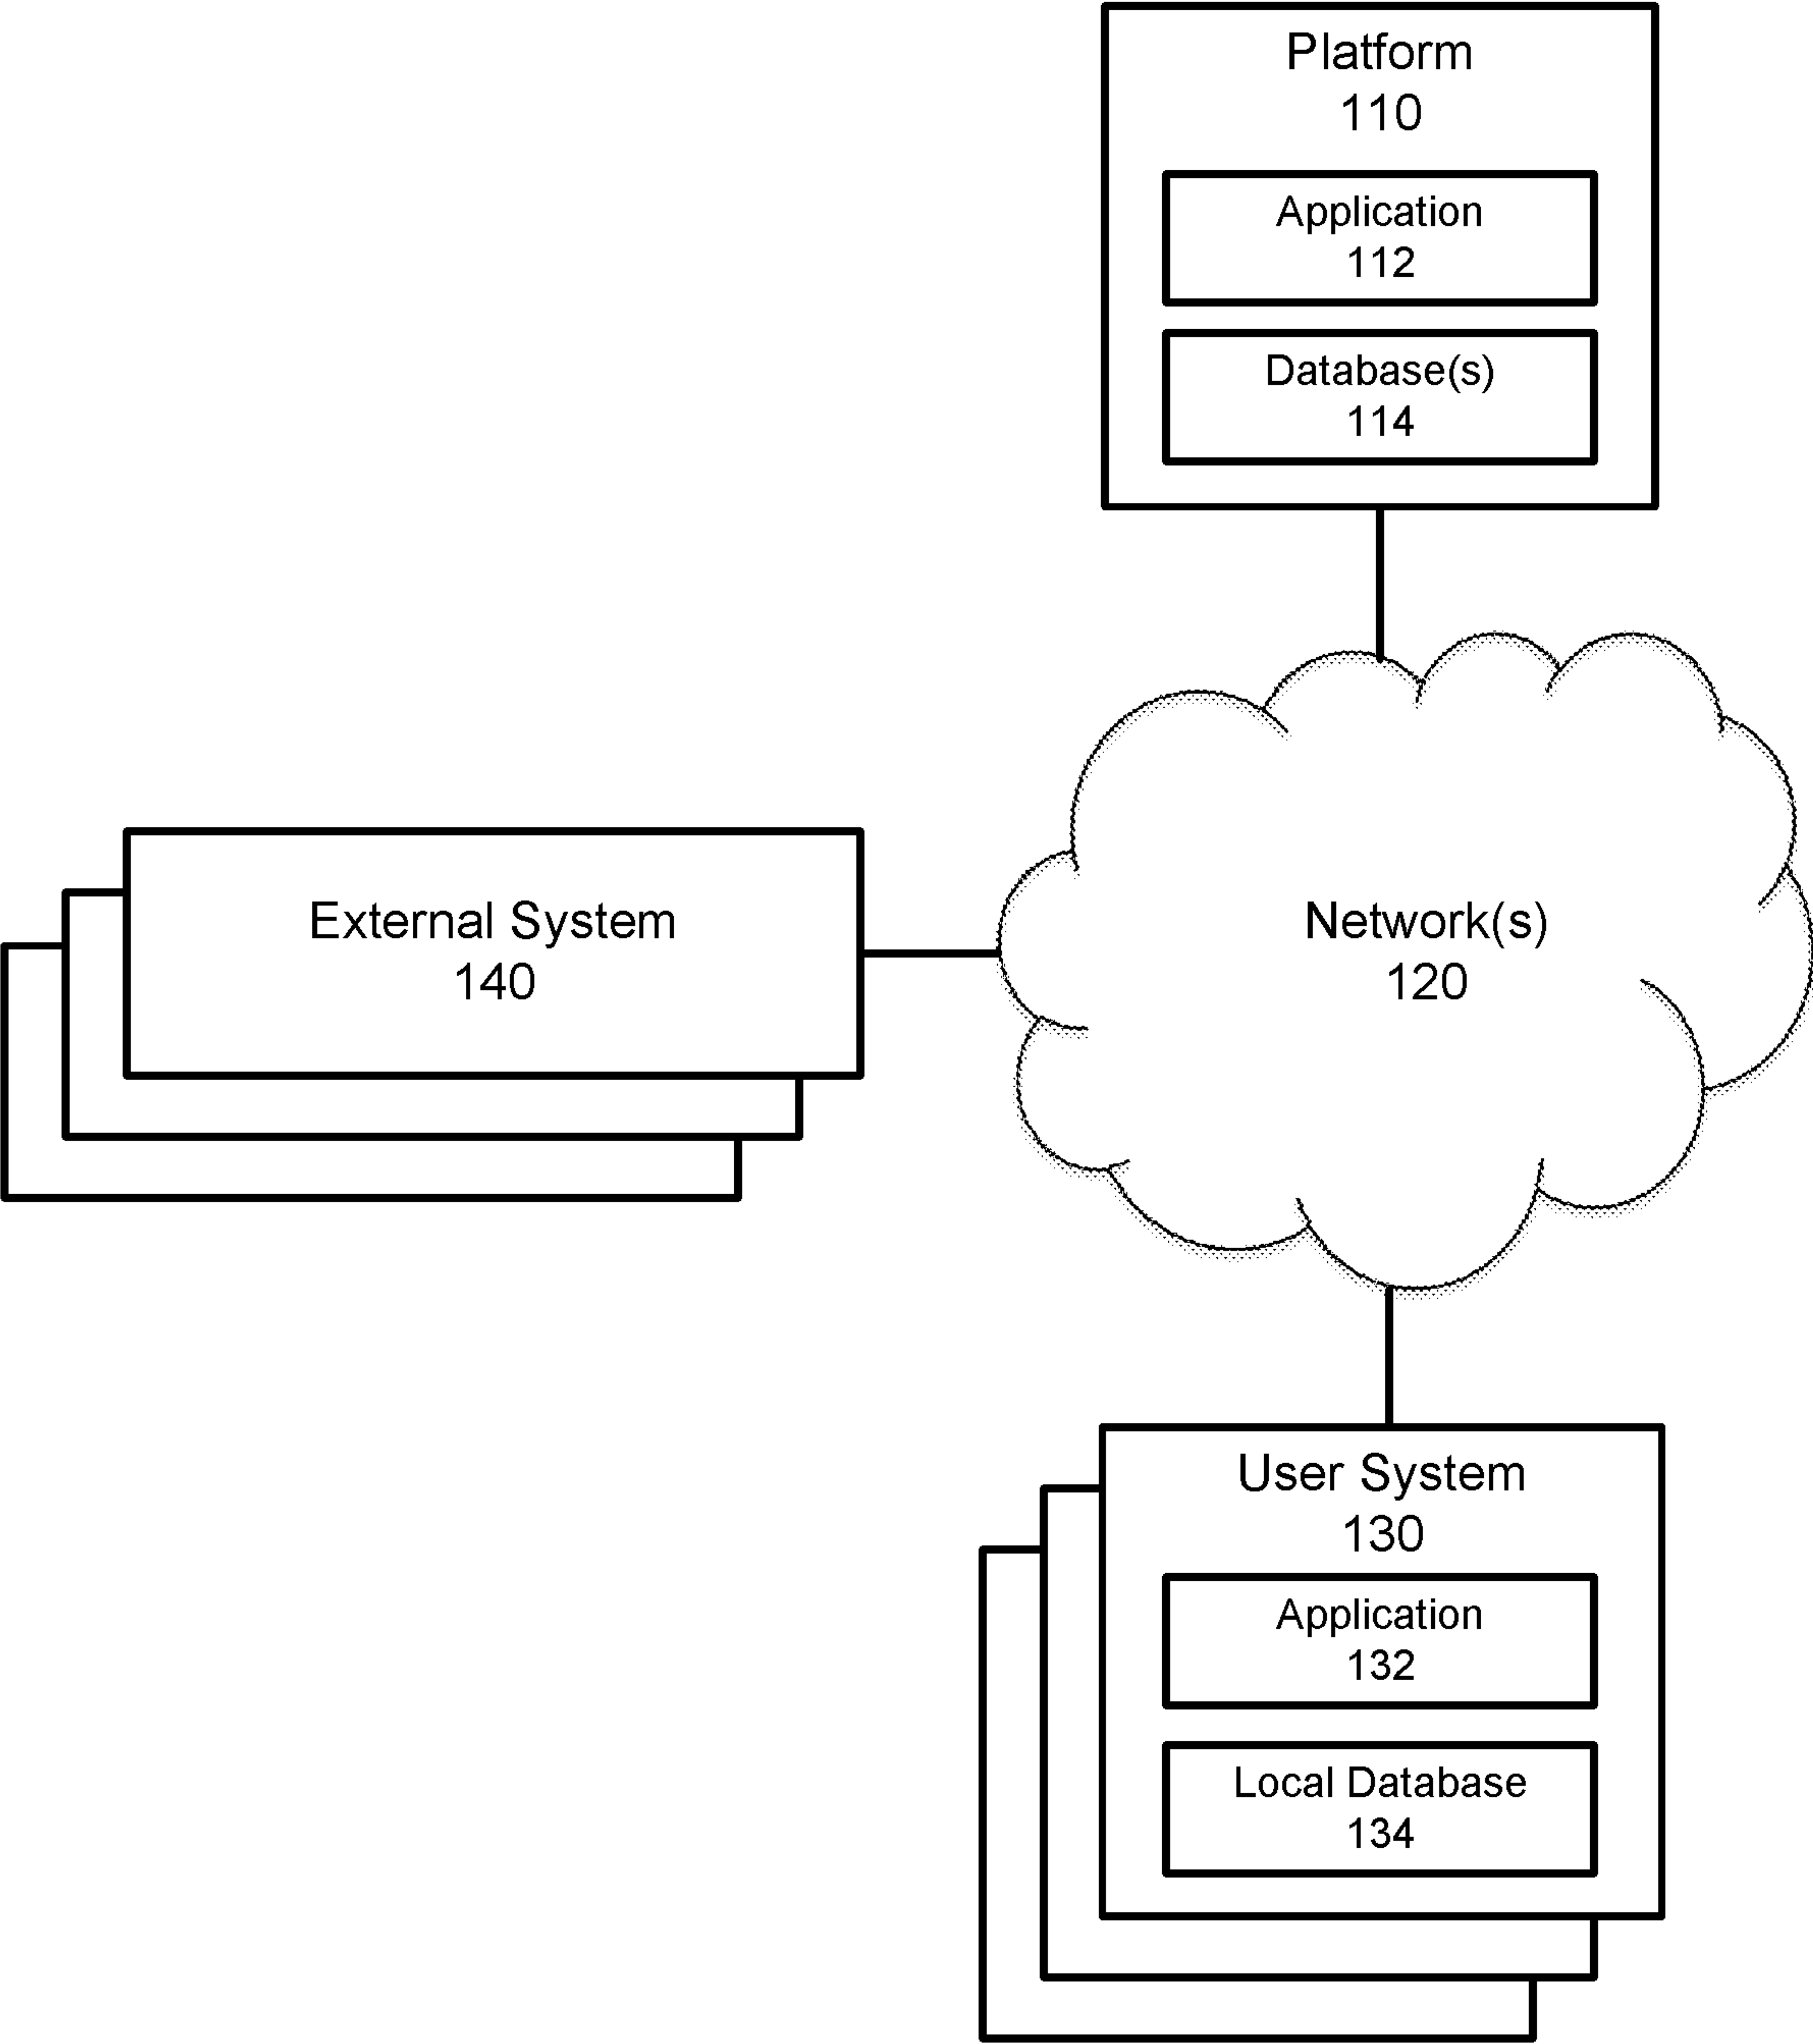 Platform
110
Application
112
Database(s)
114
External System
140
Network(s)
120
User System
130
Application
132
Local Database
134